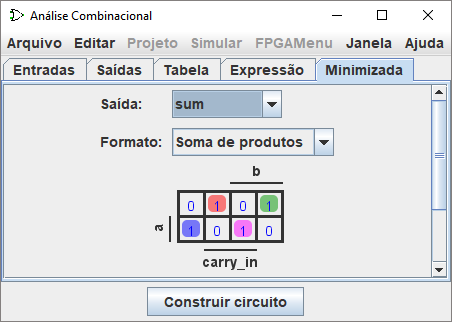 Análise Combinacional
Arquivo Editar Projeto Simular FPGAMenu Janela Ajuda
Entradas Saídas Tabela Expressão Minimizada
Saída: sum
Formato: Soma de produtos
b
0 1 0 1
a
1 0 1 0
carry_in
Construir circuito